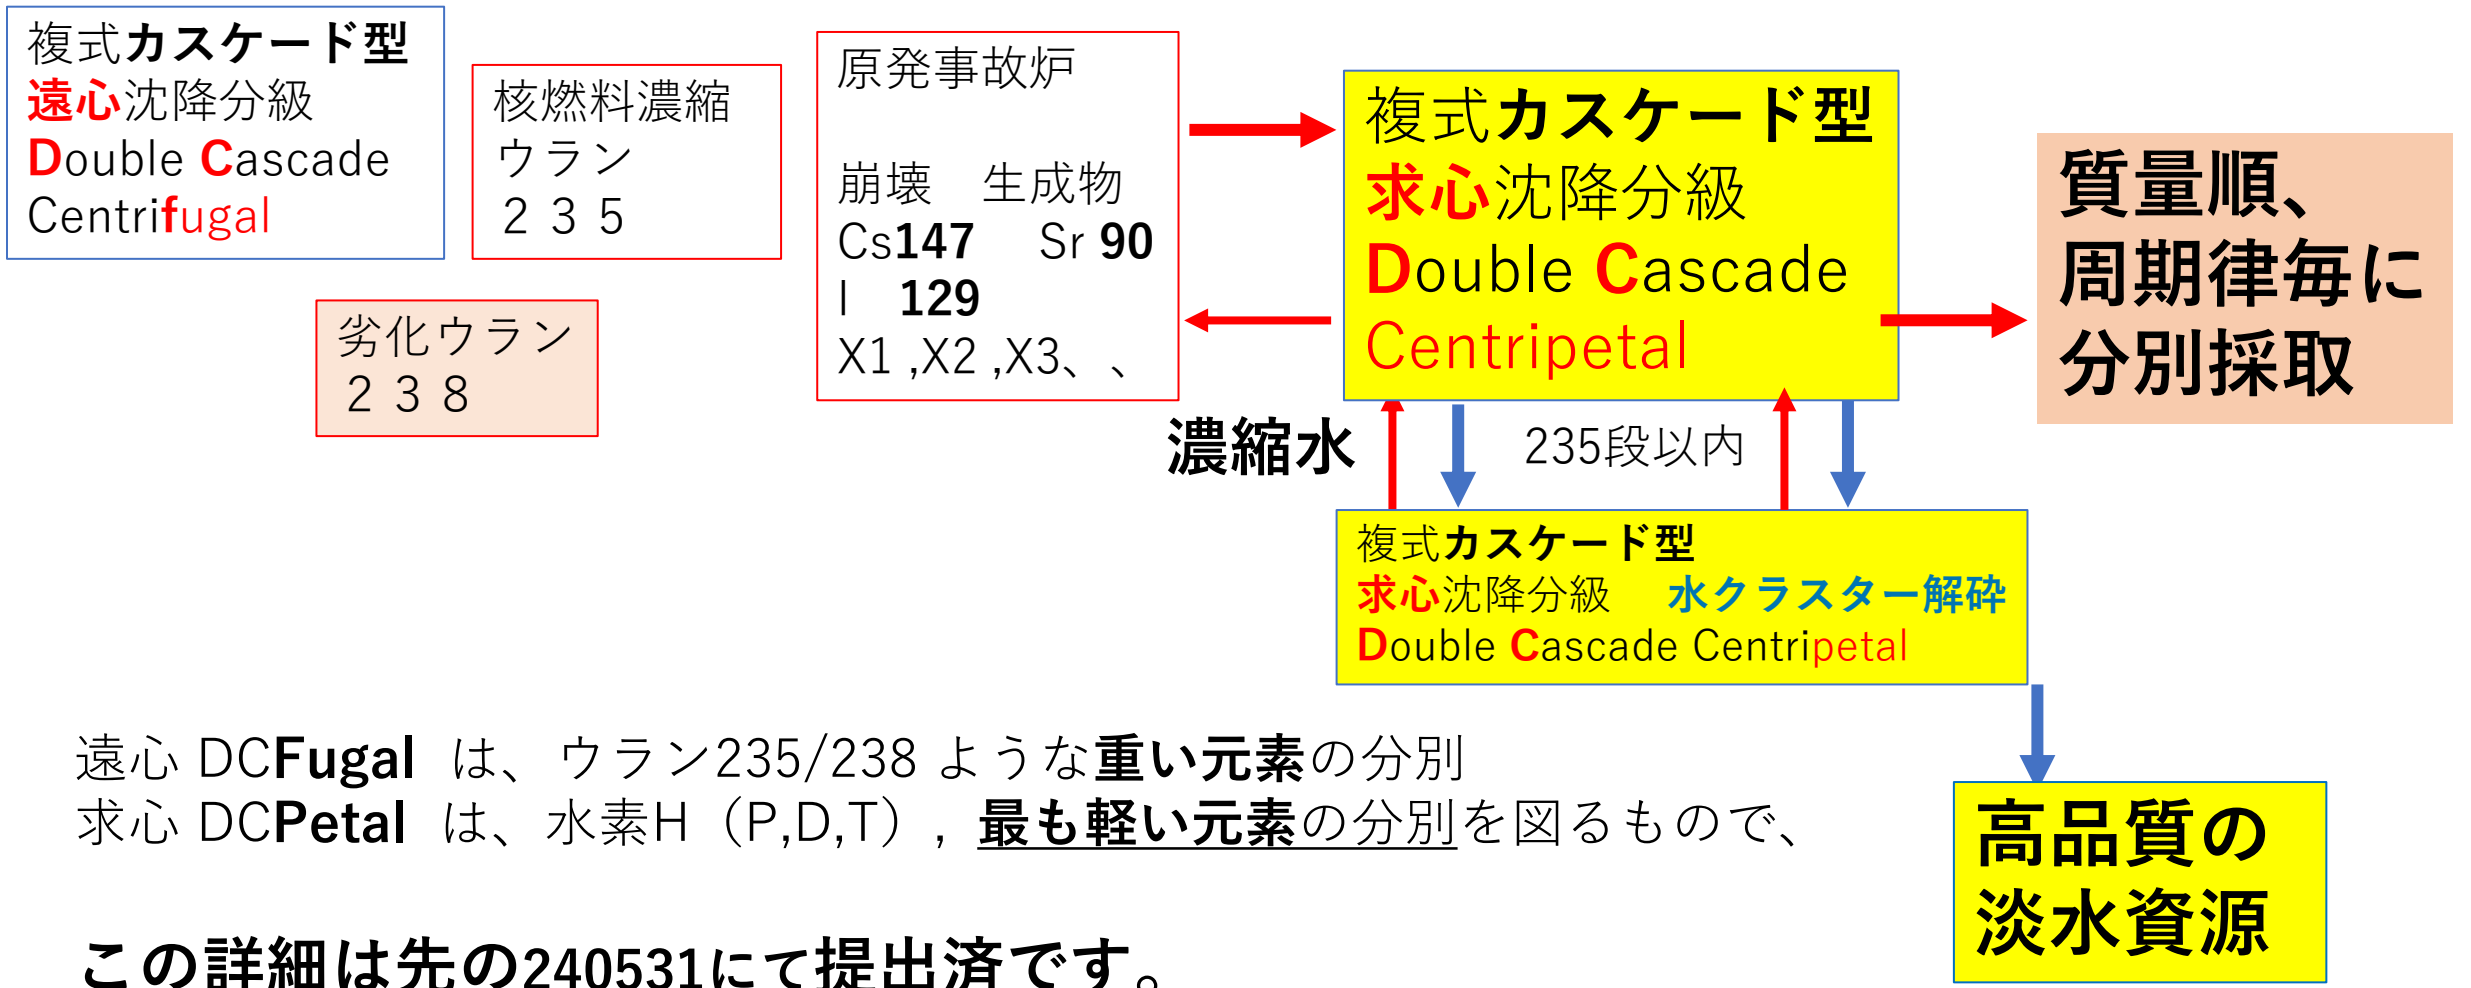 複式カスケード型
遠心沈降分級
Double Cascade
Centrifugal
核燃料濃縮
ウラン
２３５
劣化ウラン
２３８
原発事故炉
崩壊　生成物
Cs147　Sr 90
I　129
X1 ,X2 ,X3、、
複式カスケード型
求心沈降分級
Double Cascade
Centripetal
質量順、
周期律毎に
分別採取
濃縮水
235段以内
複式カスケード型
求心沈降分級　水クラスター解砕
Double Cascade Centripetal
遠心 DCFugal は、ウラン235/238 ような重い元素の分別
求心 DCPetal は、水素H（P,D,T）, 最も軽い元素の分別を図るもので、
高品質の
淡水資源
この詳細は先の240531にて提出済です。